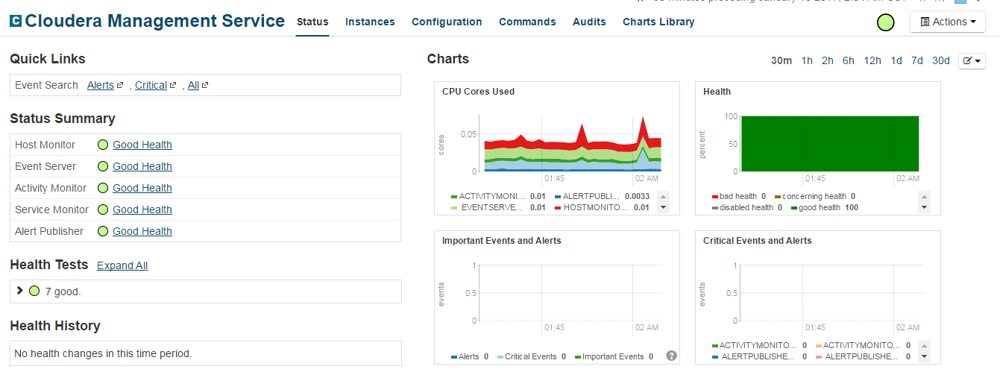 Cloudera Management Service Status Instances Configuration Commands Audits Charts Library Actions
Quick Links
Event Search Alerts , Critical , All
Status Summary
Host Monitor Good Health
Event Server Good Health
Activity Monitor Good Health
Service Monitor Good Health
Alert Publisher Good Health
Health Tests Expand All
7 good.
Health History
No health changes in this time period.
Charts
30m 1h 2h 6h 12h 1d 7d 30d
CPU Cores Used
cores
0.05
0
01:45 02 AM
ACTIVITYMONI... 0.01 ALERTPUBLI... 0.0033
EVENTSERVE... 0.01 HOSTMONITO... 0.01
Health
percent
100
50
0
01:45 02 AM
bad health 0 concerning health 0
disabled health 0 good health 100
Important Events and Alerts
events
1
0.5
0
01:45 02 AM
Alerts 0 Critical Events 0 Important Events 0 ?
Critical Events and Alerts
events
1
0.5
0
01:45 02 AM
ACTIVITYMONITO... 0 ACTIVITYMONITO... 0
ALERTPUBLISHE... 0 ALERTPUBLISHE... 0